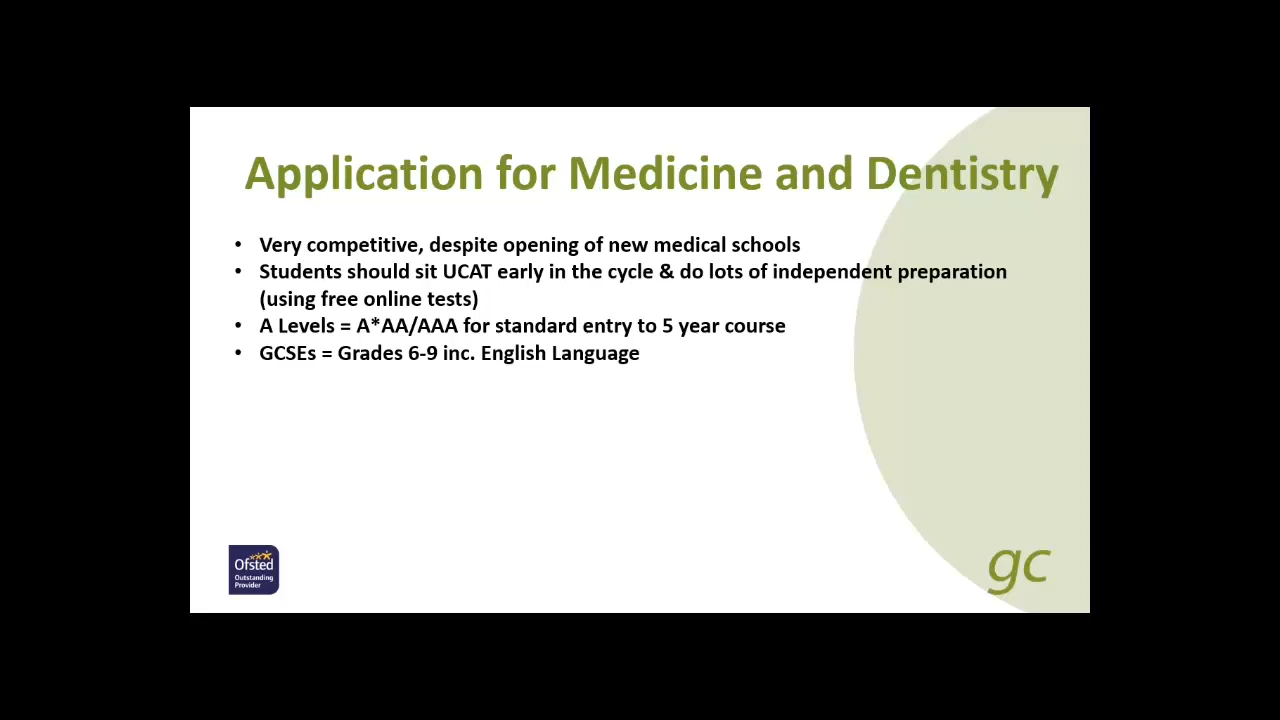 Application for Medicine and Dentistry
• Very competitive, despite opening of new medical schools
• Students should sit UCAT early in the cycle & do lots of independent preparation
(using free online tests)
• A Levels = A*AA/AAA for standard entry to 5 year course
• GCSEs = Grades 6-9 inc. English Language
Ofsted
Outstanding
Provider
gc